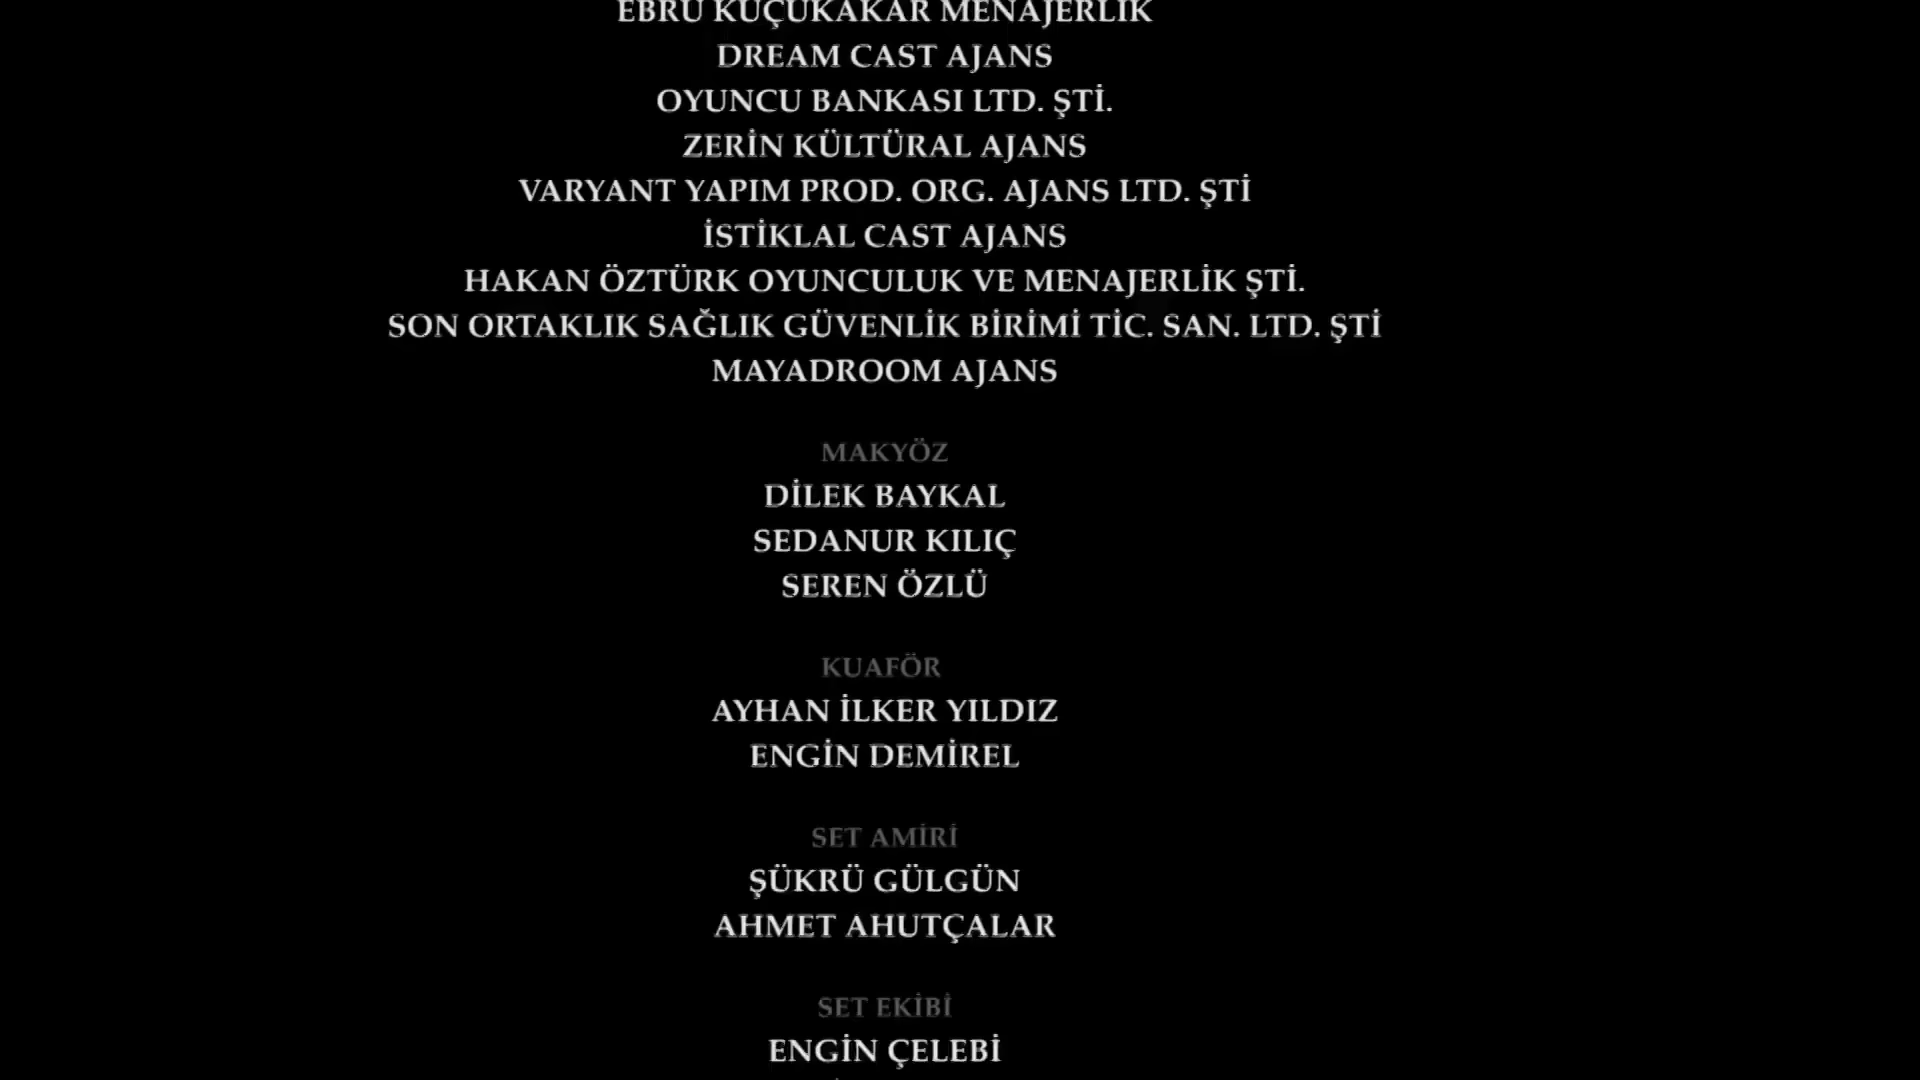 EBRU KÜÇÜKAKAR MENAJERLİK
DREAM CAST AJANS
OYUNCU BANKASI LTD. ŞTİ.
ZERİN KÜLTÜRAL AJANS
VARYANT YAPIM PROD. ORG. AJANS LTD. ŞTİ
İSTİKLAL CAST AJANS
HAKAN ÖZTÜRK OYUNCULUK VE MENAJERLİK ŞTİ.
SON ORTAKLIK SAĞLIK GÜVENLİK BİRİMİ TİC. SAN. LTD. ŞTİ
MAYADROOM AJANS
MAKYÖZ
DİLEK BAYKAL
SEDANUR KILIÇ
SEREN ÖZLÜ
KUAFÖR
AYHAN İLKER YILDIZ
ENGİN DEMİREL
SET AMİRİ
ŞÜKRÜ GÜLGÜN
AHMET AHUTÇALAR
SET EKİBİ
ENGİN ÇELEBİ